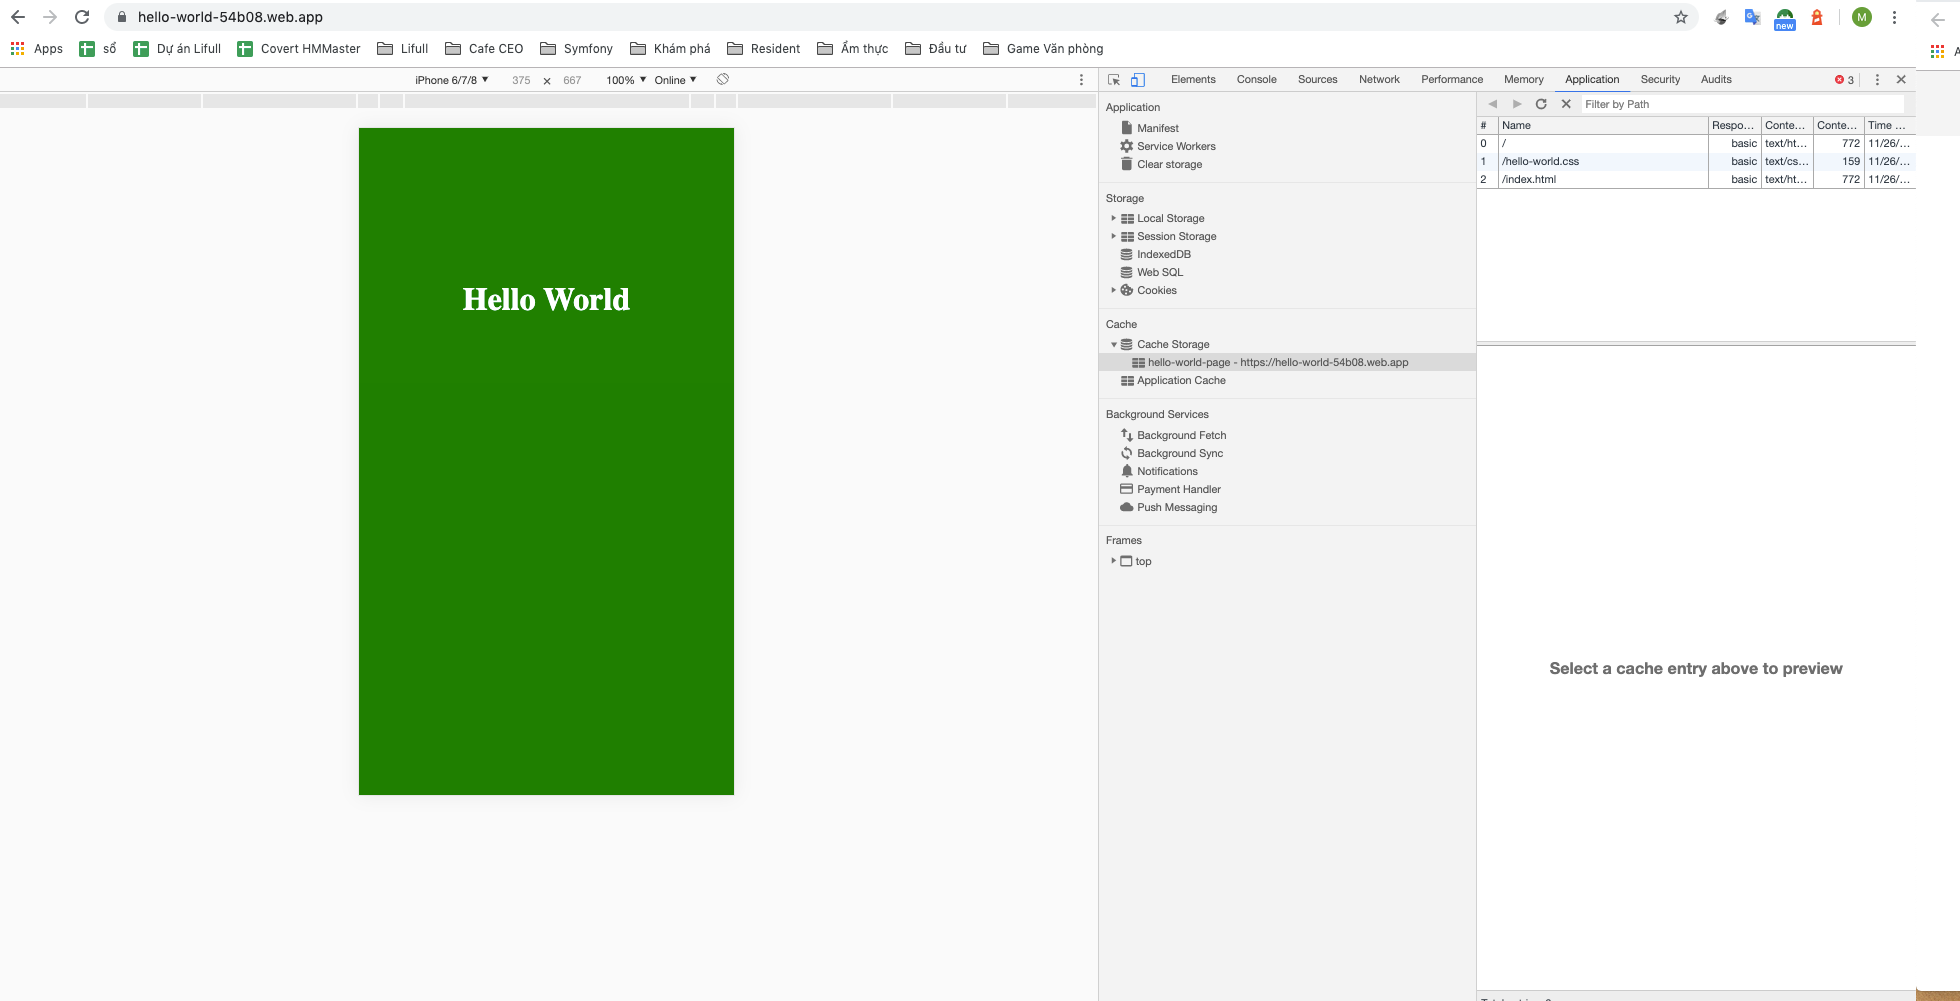 hello-world-54b08.web.app
new
M
Apps sổ Dự án Lifull Covert HMMaster Lifull Cafe CEO Symfony Khám phá Resident Ẩm thực Đầu tư Game Văn phòng
iPhone 6/7/8 375 × 667 100% Online
Elements Console Sources Network Performance Memory Application Security Audits 3
Application
Manifest
Service Workers
Clear storage
Storage
Local Storage
Session Storage
IndexedDB
Web SQL
Cookies
Cache
Cache Storage
hello-world-page - https://hello-world-54b08.web.app
Application Cache
Background Services
Background Fetch
Background Sync
Notifications
Payment Handler
Push Messaging
Frames
top
Filter by Path
# Name Respo... Conte... Conte... Time ...
0 / basic text/ht... 772 11/26/...
1 /hello-world.css basic text/cs... 159 11/26/...
2 /index.html basic text/ht... 772 11/26/...
Select a cache entry above to preview
Hello World